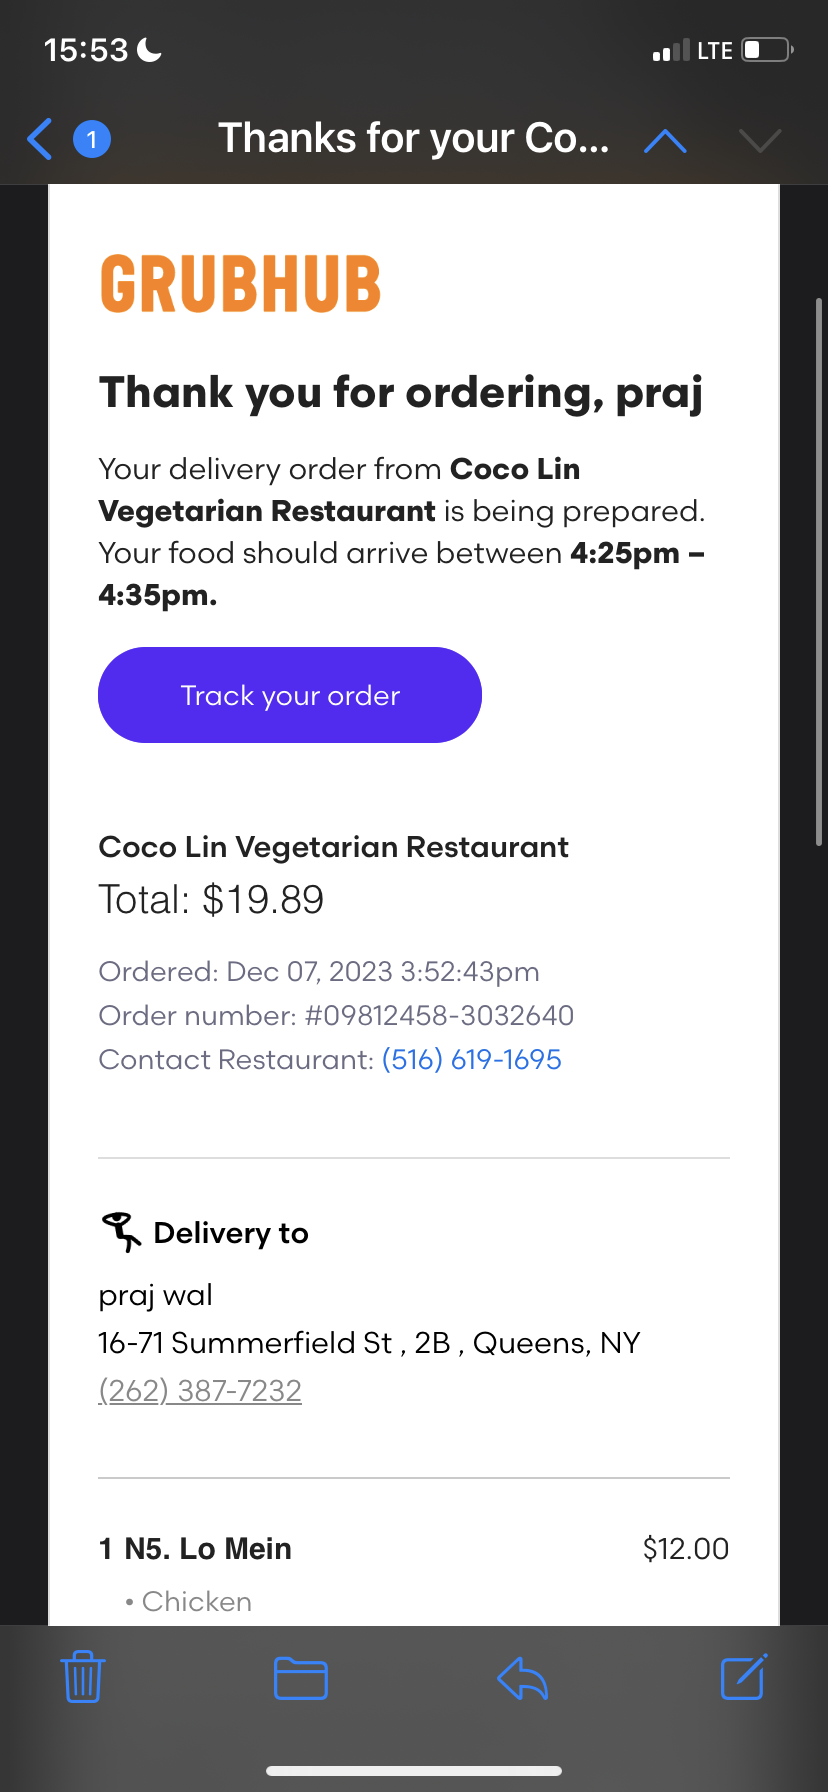 15:53
LTE
1
Thanks for your Co...
GRUBHUB
Thank you for ordering, praj
Your delivery order from Coco Lin
Vegetarian Restaurant is being prepared.
Your food should arrive between 4:25pm –
4:35pm.
Track your order
Coco Lin Vegetarian Restaurant
Total: $19.89
Ordered: Dec 07, 2023 3:52:43pm
Order number: #09812458-3032640
Contact Restaurant: (516) 619-1695
Delivery to
praj wal
16-71 Summerfield St , 2B , Queens, NY
(262) 387-7232
1 N5. Lo Mein $12.00
• Chicken